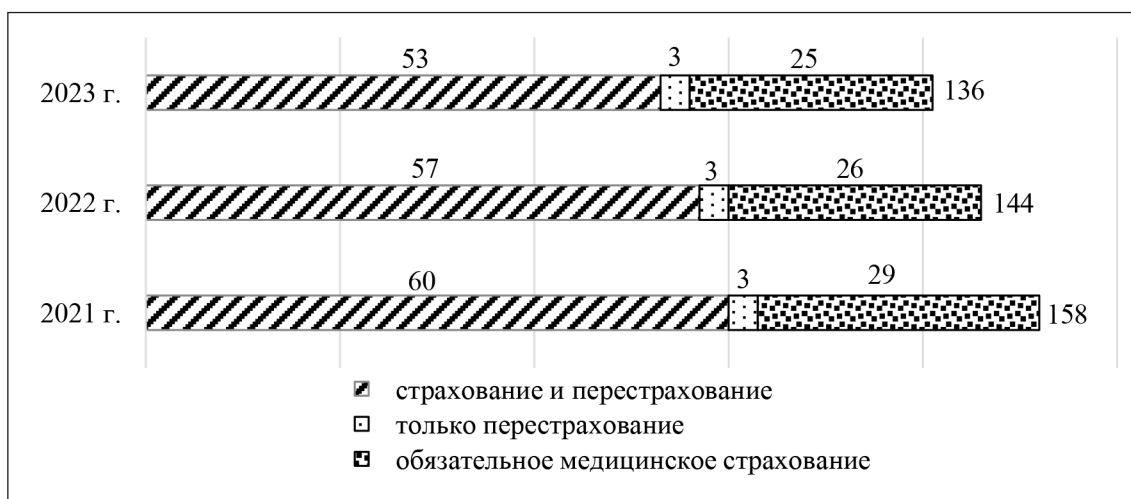 53 3 25
2023 г. 136
57 3 26
2022 г. 144
60 3 29
2021 г. 158
страхование и перестрахование
только перестрахование
обязательное медицинское страхование